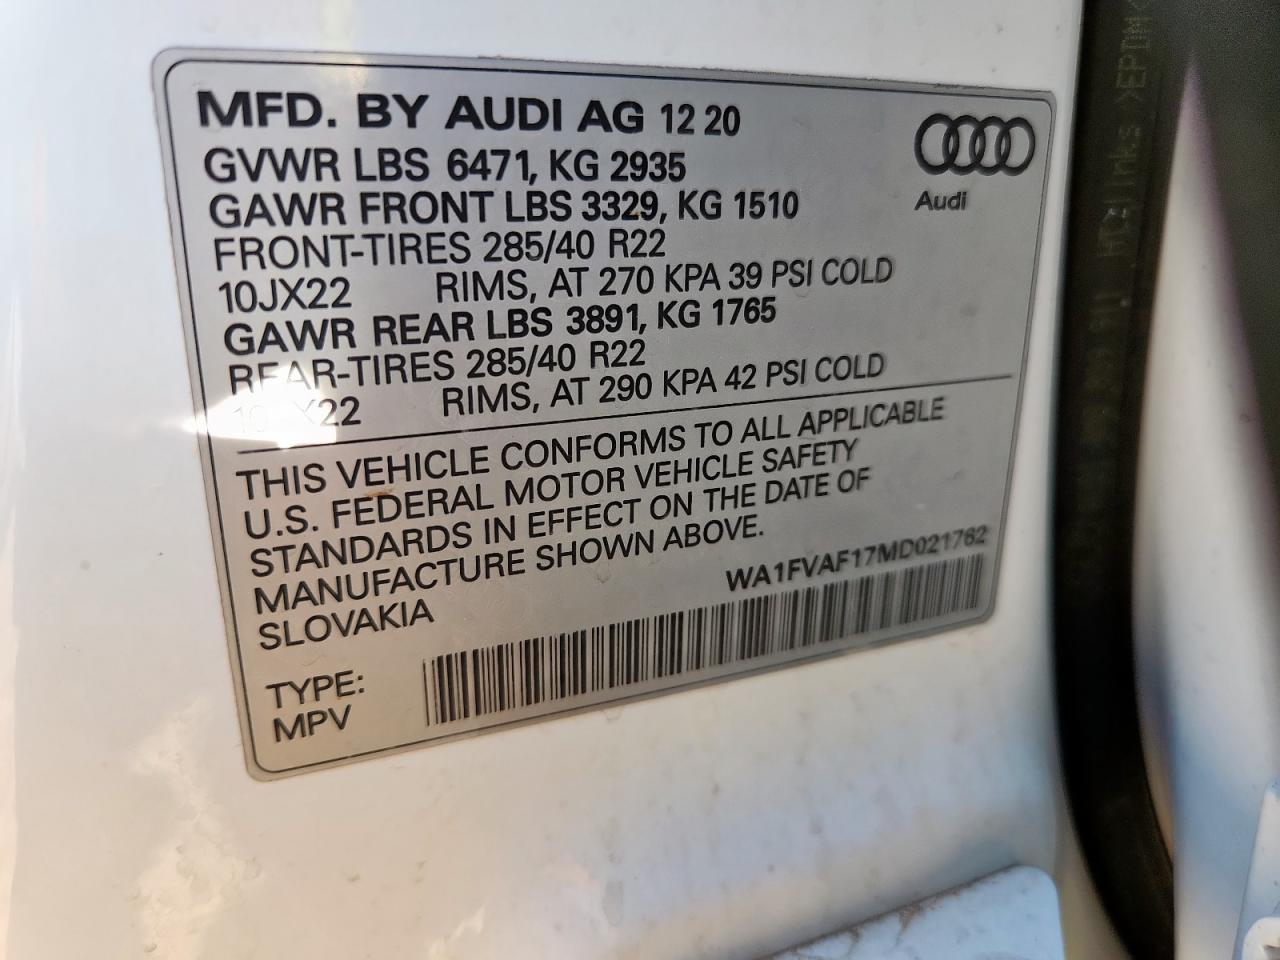 MFD. BY AUDI AG 12 20
GVWR LBS 6471, KG 2935
GAWR FRONT LBS 3329, KG 1510
FRONT-TIRES 285/40 R22
10JX22 RIMS, AT 270 KPA 39 PSI COLD
GAWR REAR LBS 3891, KG 1765
REAR-TIRES 285/40 R22
10JX22 RIMS, AT 290 KPA 42 PSI COLD
Audi
THIS VEHICLE CONFORMS TO ALL APPLICABLE
U.S. FEDERAL MOTOR VEHICLE SAFETY
STANDARDS IN EFFECT ON THE DATE OF
MANUFACTURE SHOWN ABOVE.
SLOVAKIA
WA1FVAF17MD021762
TYPE:
MPV
>EPDM<